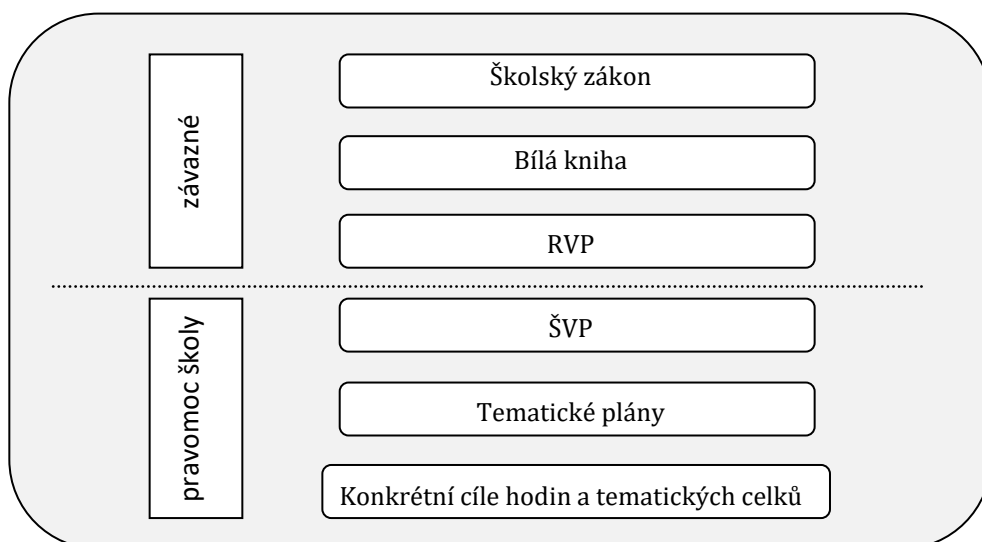 závazné
Školský zákon
Bílá kniha
RVP
pravomoc školy
ŠVP
Tematické plány
Konkrétní cíle hodin a tematických celků